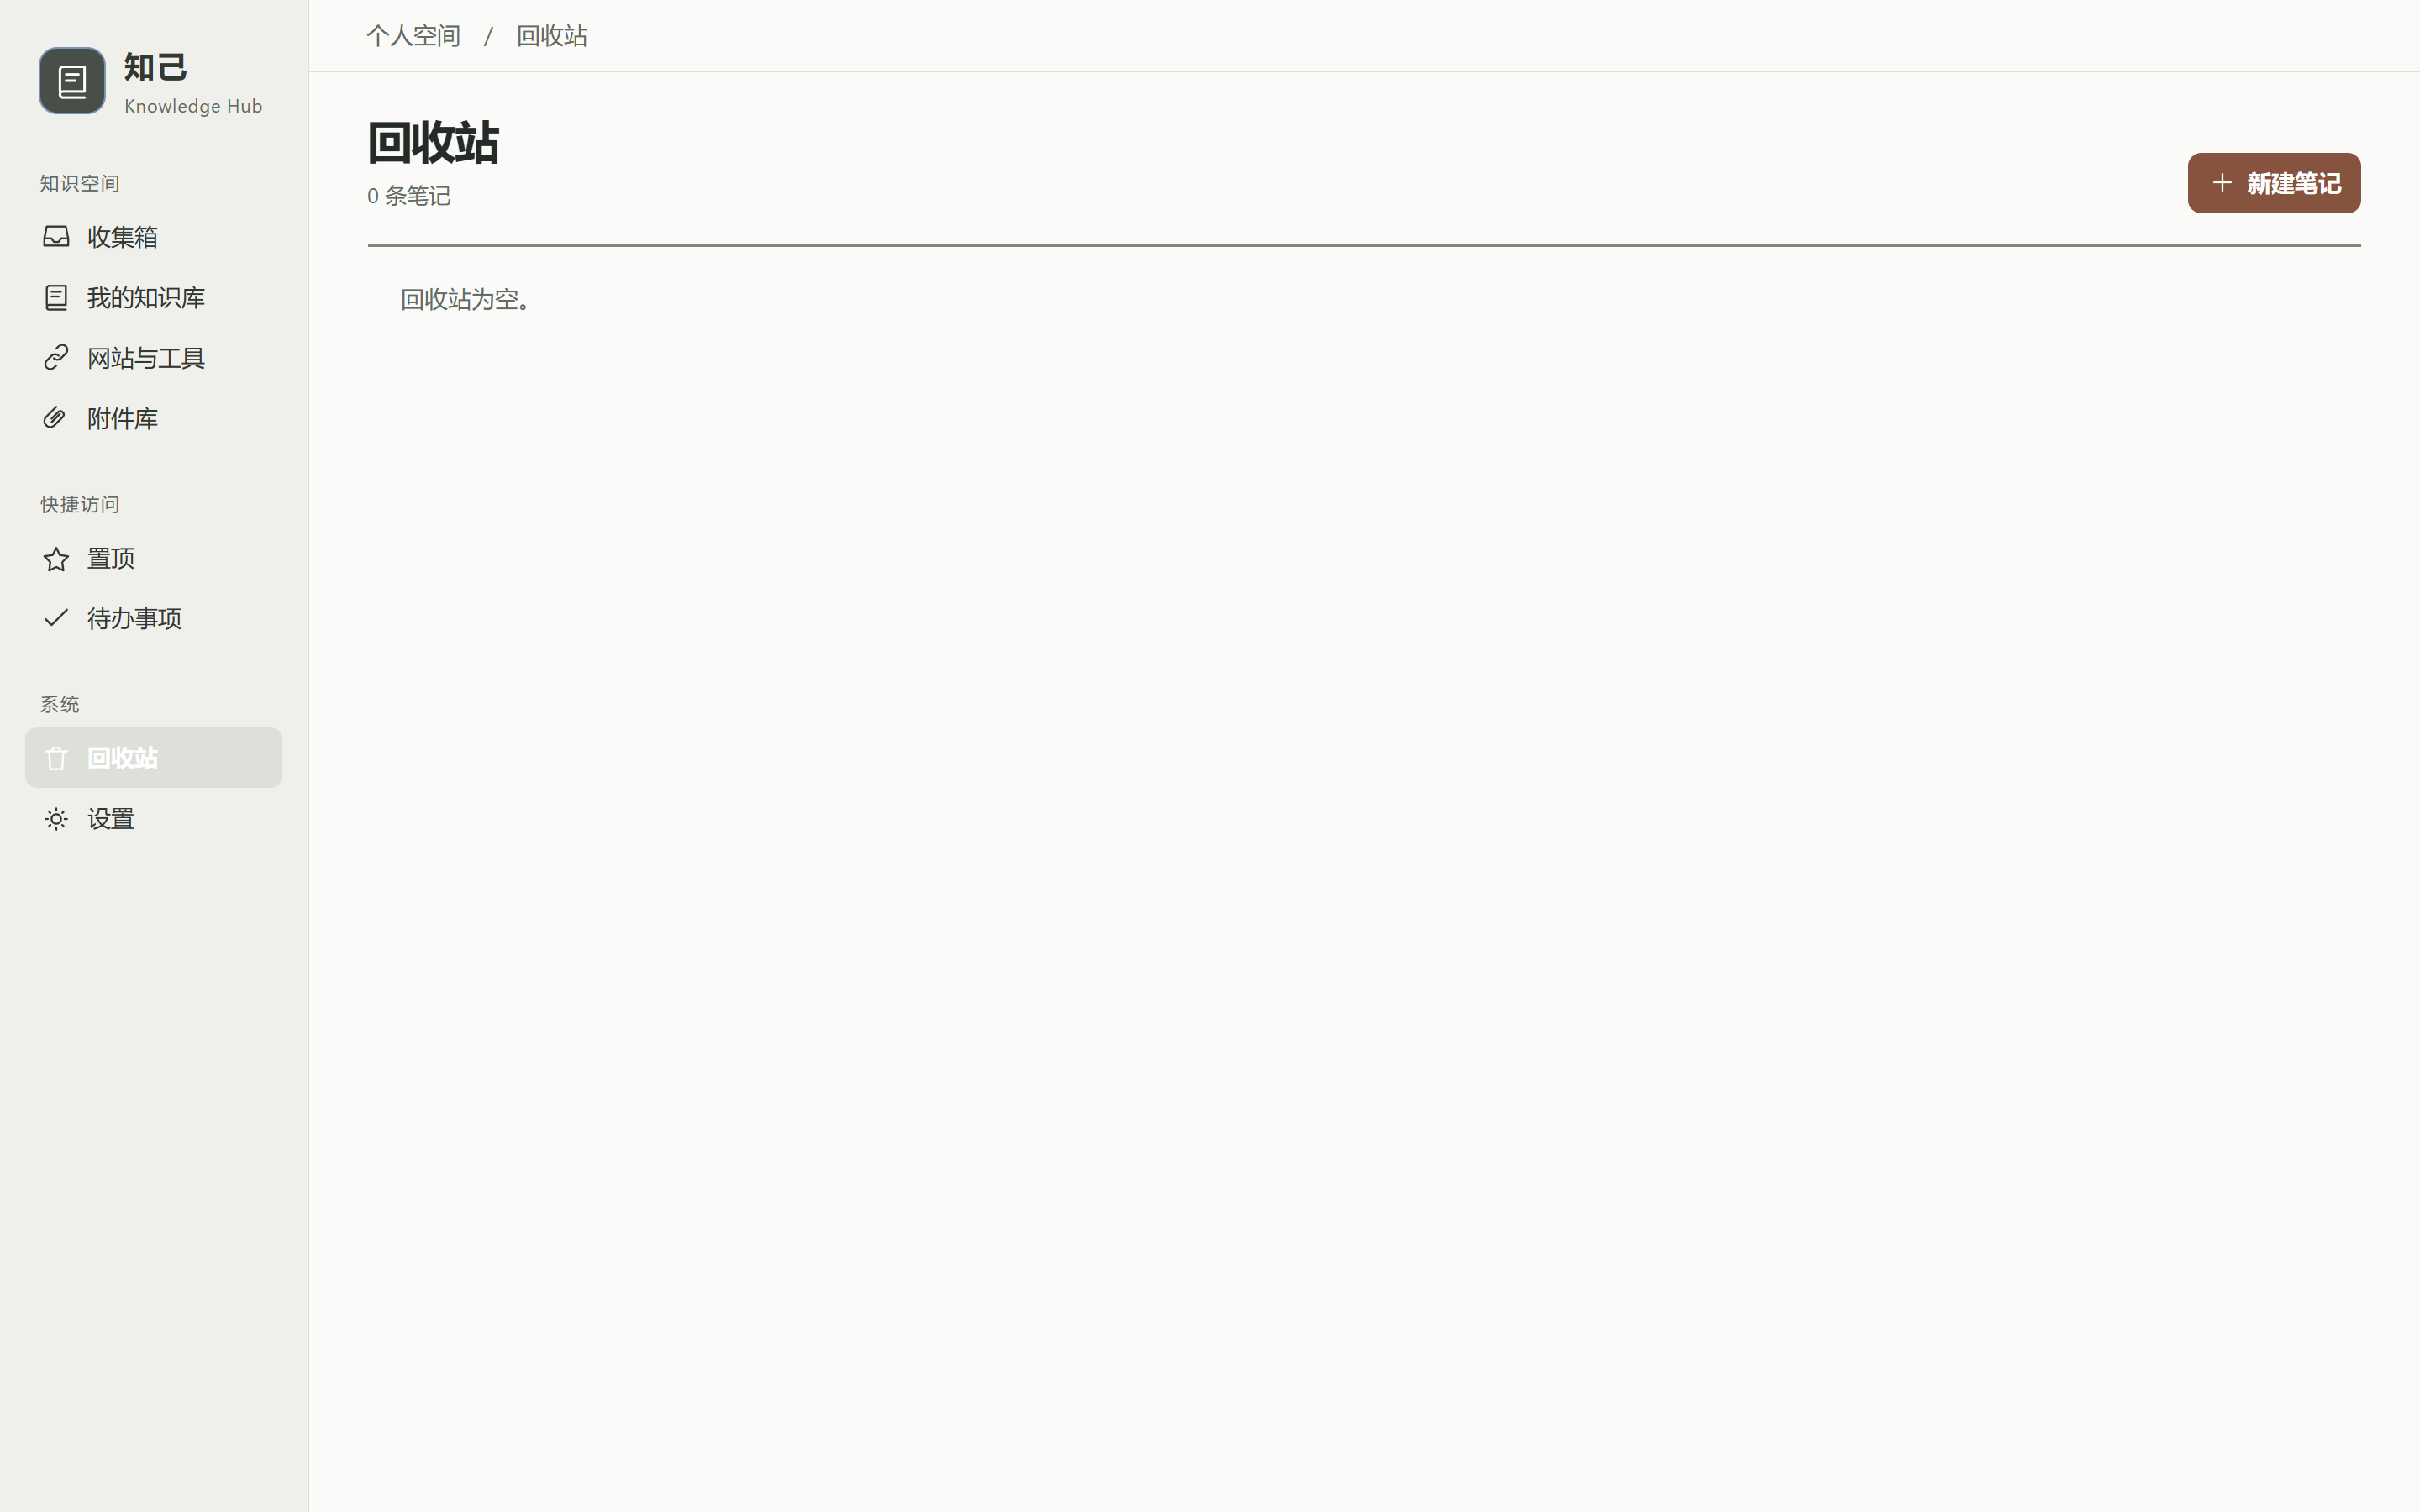 知己
Knowledge Hub
知识空间
收集箱
我的知识库
网站与工具
附件库
快捷访问
置顶
待办事项
系统
回收站
设置
个人空间 / 回收站
回收站
0 条笔记
新建笔记
回收站为空。